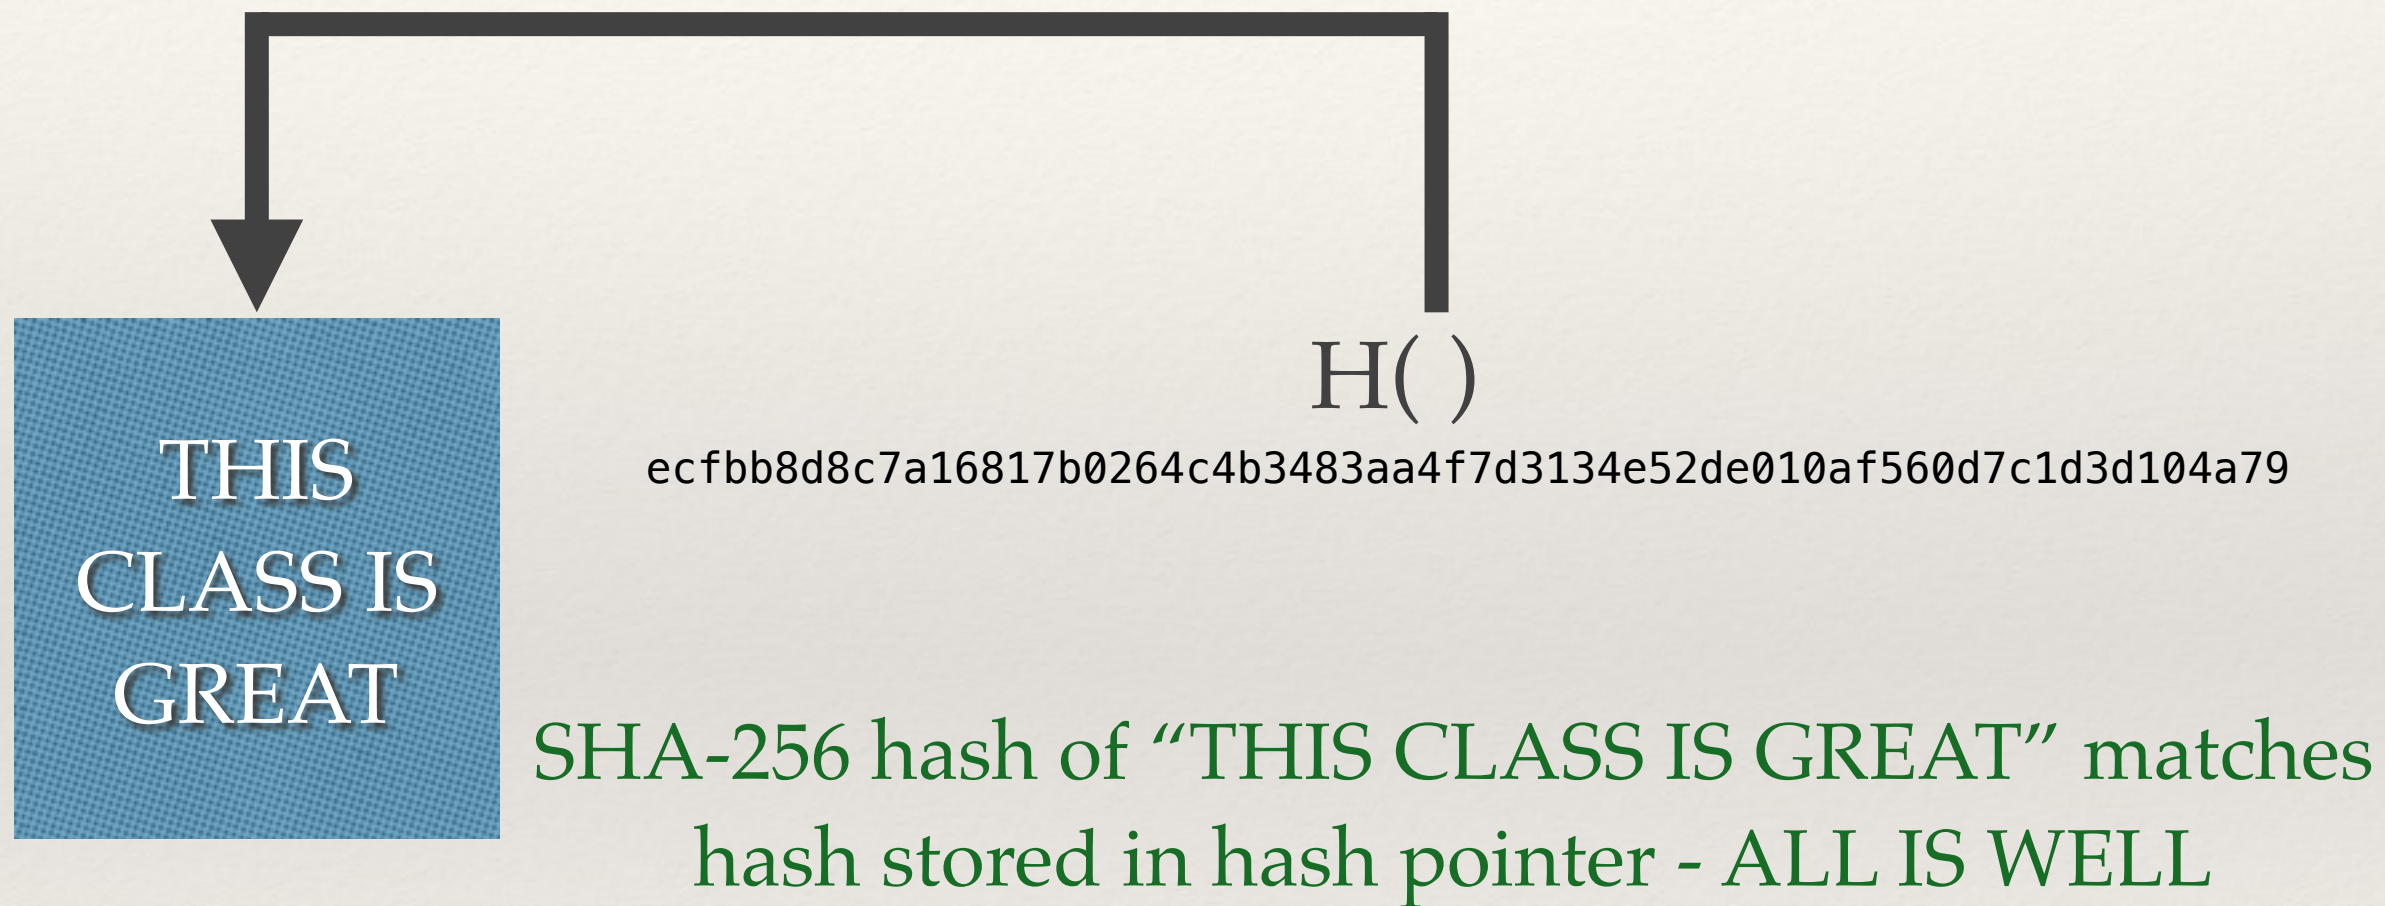 H( )
ecfbb8d8c7a16817b0264c4b3483aa4f7d3134e52de010af560d7c1d3d104a79
THIS
CLASS IS
GREAT
SHA-256 hash of “THIS CLASS IS GREAT” matches
hash stored in hash pointer - ALL IS WELL